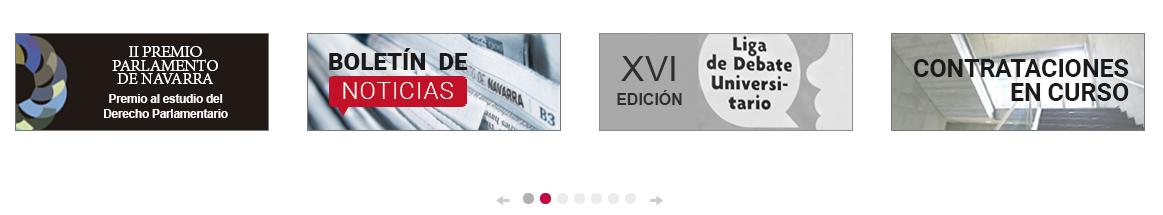 II PREMIO
PARLAMENTO
DE NAVARRA
Premio al estudio del
Derecho Parlamentario
BOLETÍN DE
NOTICIAS
DE NAVARRA
B3
XVI
EDICIÓN
Liga
de Debate
Universi-
tario
CONTRATACIONES
EN CURSO